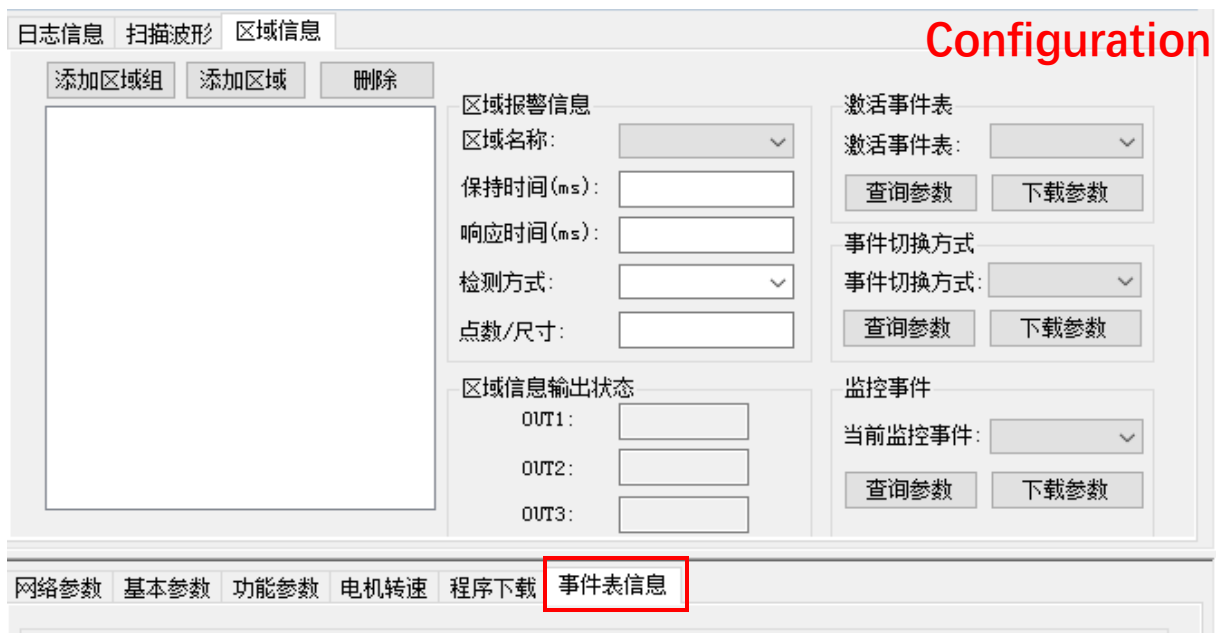 日志信息 扫描波形 区域信息
Configuration
添加区域组 添加区域 删除
区域报警信息
区域名称:
保持时间(ms):
响应时间(ms):
检测方式:
点数/尺寸:
区域信息输出状态
OUT1:
OUT2:
OUT3:
激活事件表
激活事件表:
查询参数 下载参数
事件切换方式
事件切换方式:
查询参数 下载参数
监控事件
当前监控事件:
查询参数 下载参数
网络参数 基本参数 功能参数 电机转速 程序下载 事件表信息